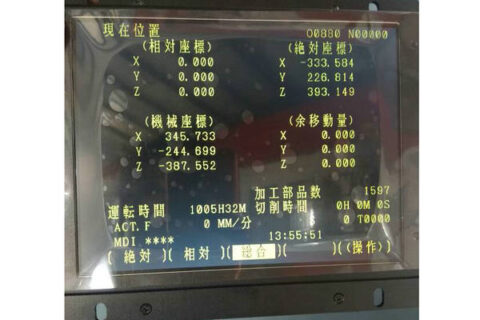 現在位置 O0880 N00000
(相対座標) (絶対座標)
X 0.000 X -333.584
Y 0.000 Y 226.814
Z 0.000 Z 393.149
(機械座標) (余移動量)
X 345.733 X 0.000
Y -244.699 Y 0.000
Z -387.552 Z 0.000
加工部品数 1597
運転時間 1005H32M 切削時間 0H 0M 0S
ACT.F 0 MM/分 0 T0000
MDI **** 13:55:51
[ 絶対 ][ 相対 ][ 総合 ][ ][(操作)]